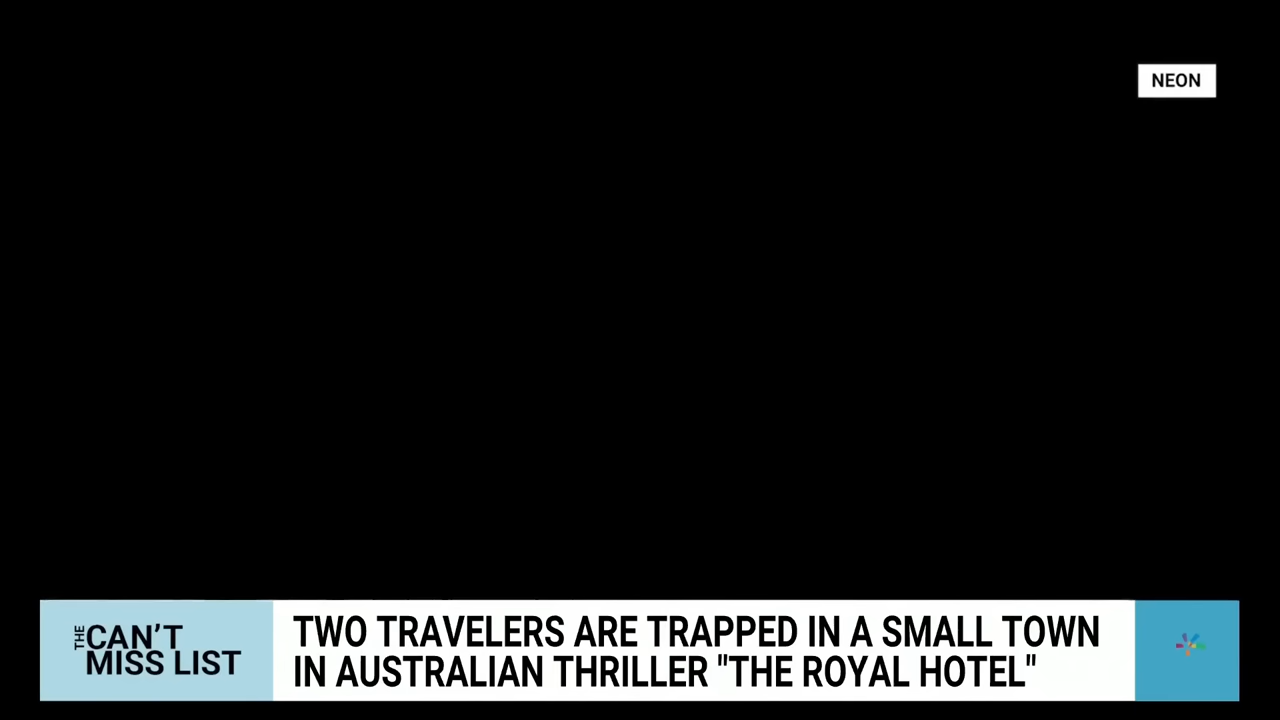 NEON
THE
CAN'T
MISS LIST
TWO TRAVELERS ARE TRAPPED IN A SMALL TOWN
IN AUSTRALIAN THRILLER "THE ROYAL HOTEL"